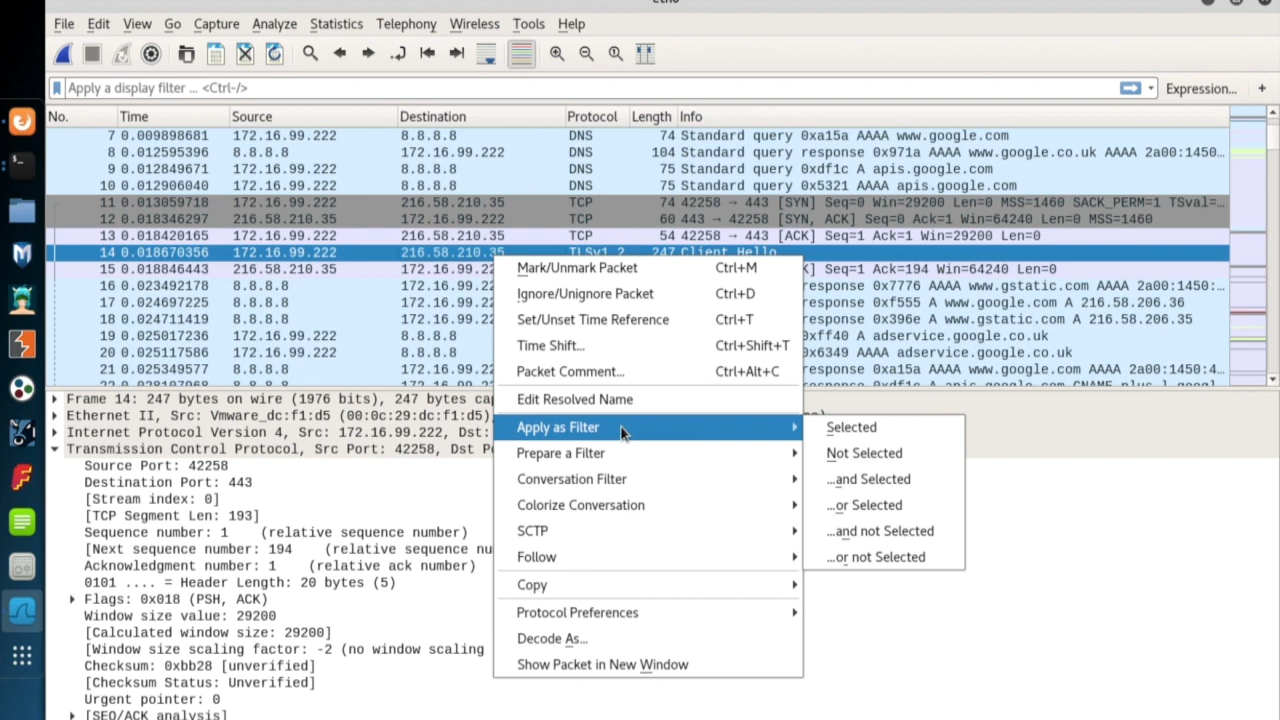 File Edit View Go Capture Analyze Statistics Telephony Wireless Tools Help
Apply a display filter ... <Ctrl-/> Expression... +
No. Time Source Destination Protocol Length Info
7 0.009898681 172.16.99.222 8.8.8.8 DNS 74 Standard query 0xa15a AAAA www.google.com
8 0.012595396 8.8.8.8 172.16.99.222 DNS 104 Standard query response 0x971a AAAA www.google.co.uk AAAA 2a00:1450…
9 0.012849671 172.16.99.222 8.8.8.8 DNS 75 Standard query 0xdf1c A apis.google.com
10 0.012906040 172.16.99.222 8.8.8.8 DNS 75 Standard query 0x5321 AAAA apis.google.com
11 0.013059718 172.16.99.222 216.58.210.35 TCP 74 42258 → 443 [SYN] Seq=0 Win=29200 Len=0 MSS=1460 SACK_PERM=1 TSval=…
12 0.018346297 216.58.210.35 172.16.99.222 TCP 60 443 → 42258 [SYN, ACK] Seq=0 Ack=1 Win=64240 Len=0 MSS=1460
13 0.018420165 172.16.99.222 216.58.210.35 TCP 54 42258 → 443 [ACK] Seq=1 Ack=1 Win=29200 Len=0
14 0.018670356 172.16.99.222 216.58.210.35 TLSv1.2 247 Client Hello
15 0.018846443 216.58.210.35 172.16.99.22 K] Seq=1 Ack=194 Win=64240 Len=0
16 0.023492178 8.8.8.8 172.16.99.22 0x7776 A www.gstatic.com AAAA 2a00:1450:…
17 0.024697225 8.8.8.8 172.16.99.22 0xf555 A www.google.com A 216.58.206.36
18 0.024711419 8.8.8.8 172.16.99.22 0x396e A www.gstatic.com A 216.58.206.35
19 0.025017236 172.16.99.222 8.8.8.8 0xff40 A adservice.google.co.uk
20 0.025117586 172.16.99.222 8.8.8.8 0x6349 AAAA adservice.google.co.uk
21 0.025349577 8.8.8.8 172.16.99.22 0xa15a AAAA www.google.com AAAA 2a00:1450:4…
Mark/Unmark Packet Ctrl+M
Ignore/Unignore Packet Ctrl+D
Set/Unset Time Reference Ctrl+T
Time Shift... Ctrl+Shift+T
Packet Comment... Ctrl+Alt+C
Edit Resolved Name
Apply as Filter
Prepare a Filter
Conversation Filter
Colorize Conversation
SCTP
Follow
Copy
Protocol Preferences
Decode As...
Show Packet in New Window
Selected
Not Selected
...and Selected
...or Selected
...and not Selected
...or not Selected
Frame 14: 247 bytes on wire (1976 bits), 247 bytes cap
Ethernet II, Src: Vmware_dc:f1:d5 (00:0c:29:dc:f1:d5),
Internet Protocol Version 4, Src: 172.16.99.222, Dst:
Transmission Control Protocol, Src Port: 42258, Dst Po
Source Port: 42258
Destination Port: 443
[Stream index: 0]
[TCP Segment Len: 193]
Sequence number: 1 (relative sequence number)
[Next sequence number: 194 (relative sequence nu
Acknowledgment number: 1 (relative ack number)
0101 .... = Header Length: 20 bytes (5)
Flags: 0x018 (PSH, ACK)
Window size value: 29200
[Calculated window size: 29200]
[Window size scaling factor: -2 (no window scaling
Checksum: 0xbb28 [unverified]
[Checksum Status: Unverified]
Urgent pointer: 0
[SEQ/ACK analysis]